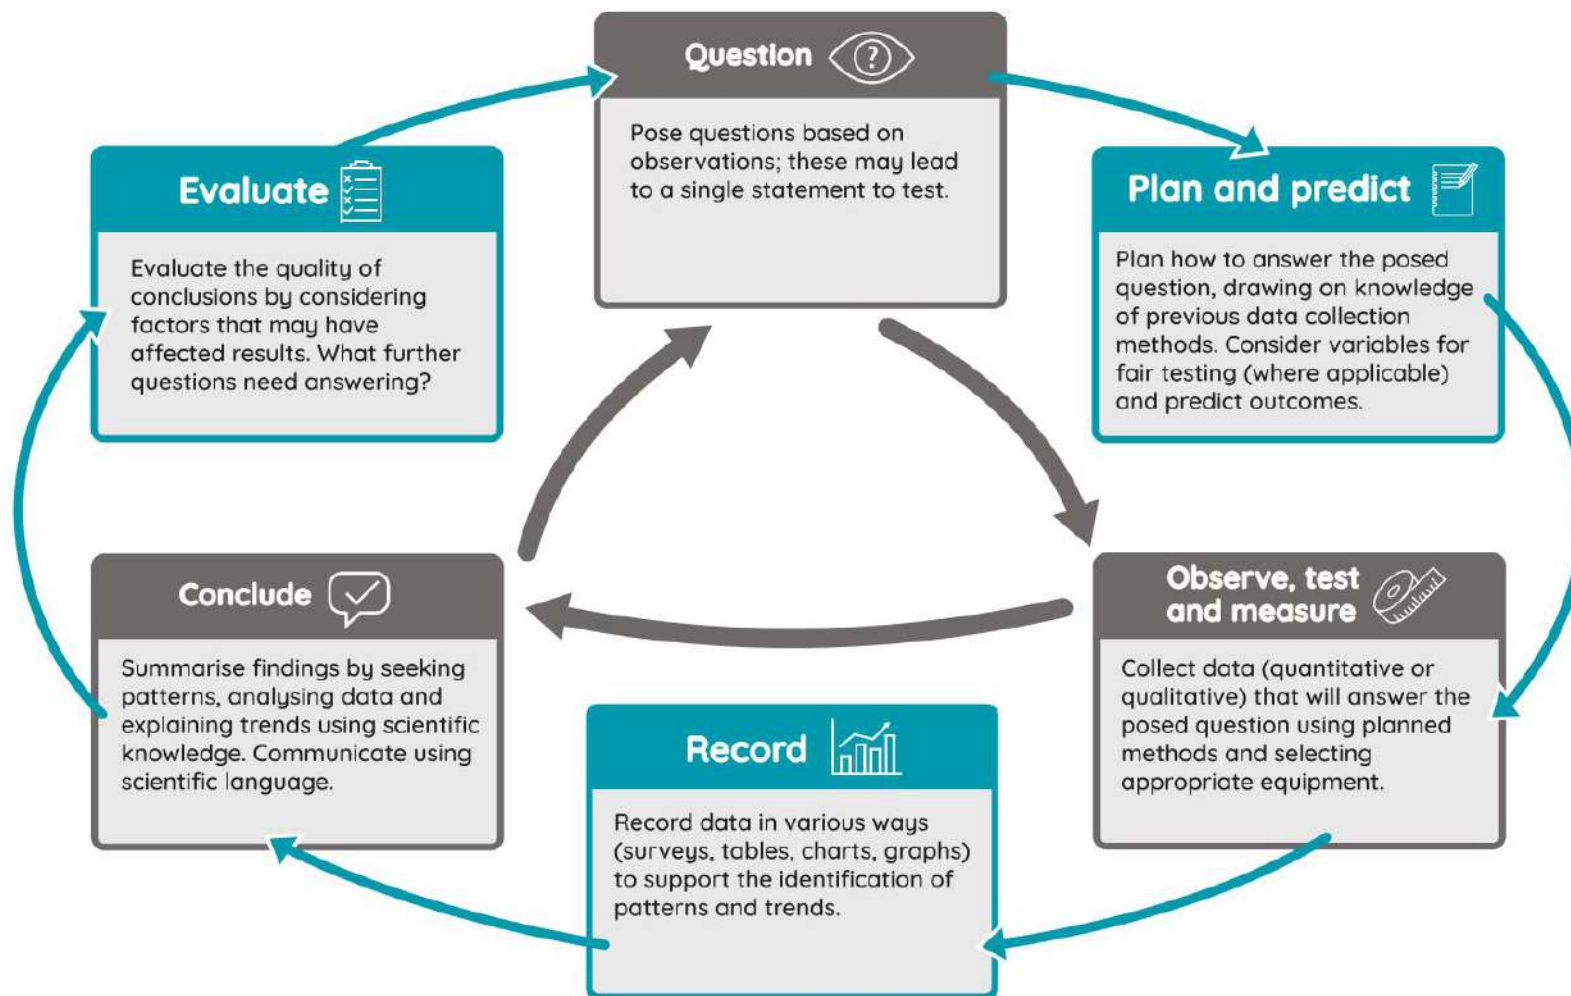 Question
?
Pose questions based on
observations; these may lead
to a single statement to test.
Plan and predict
Plan how to answer the posed
question, drawing on knowledge
of previous data collection
methods. Consider variables for
fair testing (where applicable)
and predict outcomes.
Observe, test
and measure
Collect data (quantitative or
qualitative) that will answer the
posed question using planned
methods and selecting
appropriate equipment.
Record
Record data in various ways
(surveys, tables, charts, graphs)
to support the identification of
patterns and trends.
Conclude
Summarise findings by seeking
patterns, analysing data and
explaining trends using scientific
knowledge. Communicate using
scientific language.
Evaluate
Evaluate the quality of
conclusions by considering
factors that may have
affected results. What further
questions need answering?